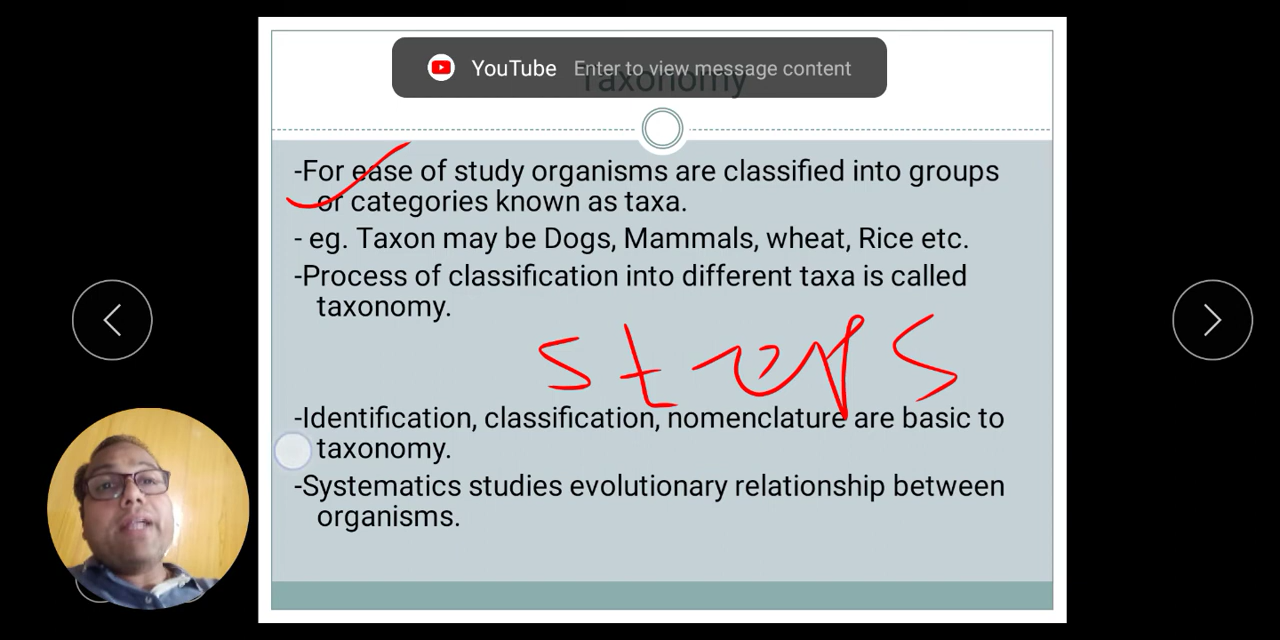 YouTube Enter to view message content
Taxonomy
-For ease of study organisms are classified into groups
or categories known as taxa.
- eg. Taxon may be Dogs, Mammals, wheat, Rice etc.
-Process of classification into different taxa is called
taxonomy.
steps
-Identification, classification, nomenclature are basic to
taxonomy.
-Systematics studies evolutionary relationship between
organisms.